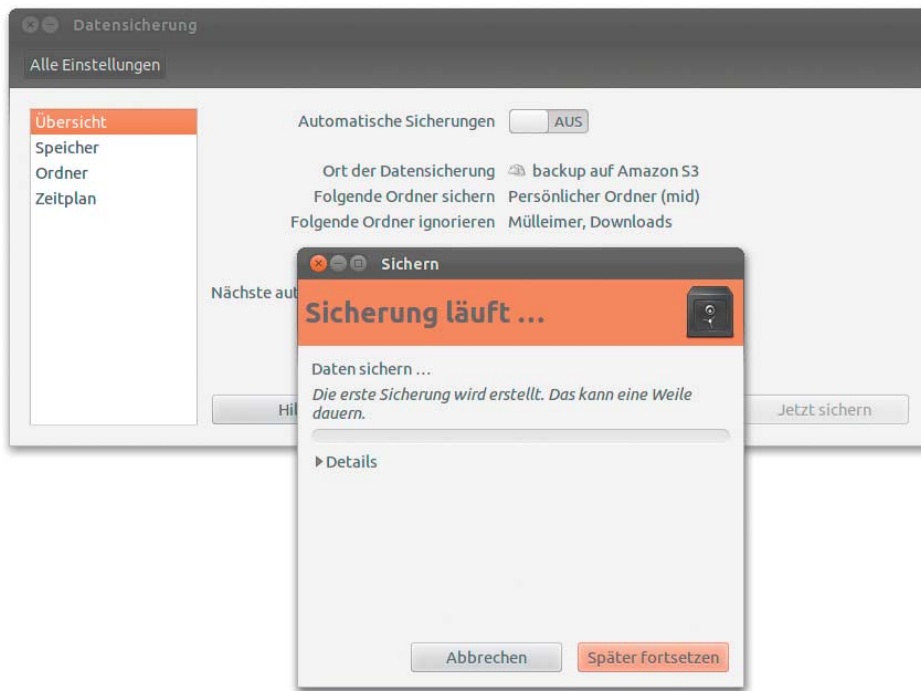 Datensicherung
Alle Einstellungen
Übersicht
Speicher
Ordner
Zeitplan
Automatische Sicherungen AUS
Ort der Datensicherung backup auf Amazon S3
Folgende Ordner sichern Persönlicher Ordner (mid)
Folgende Ordner ignorieren Mülleimer, Downloads
Nächste
Jetzt sichern
Sichern
Sicherung läuft ...
Daten sichern ...
Die erste Sicherung wird erstellt. Das kann eine Weile
dauern.
Details
Abbrechen Später fortsetzen